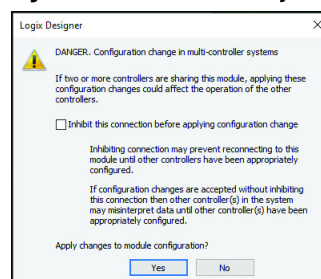 Logix Designer
DANGER. Configuration change in multi-controller systems
If two or more controllers are sharing this module, applying these
configuration changes could affect the operation of the other
controllers.
Inhibit this connection before applying configuration change
Inhibiting connection may prevent reconnecting to this
module until other controllers have been appropriately
configured.
If configuration changes are accepted without inhibiting
this connection then other controller(s) in the system
may misinterpret data until other controller(s) have been
appropriately configured.
Apply changes to module configuration?
Yes No